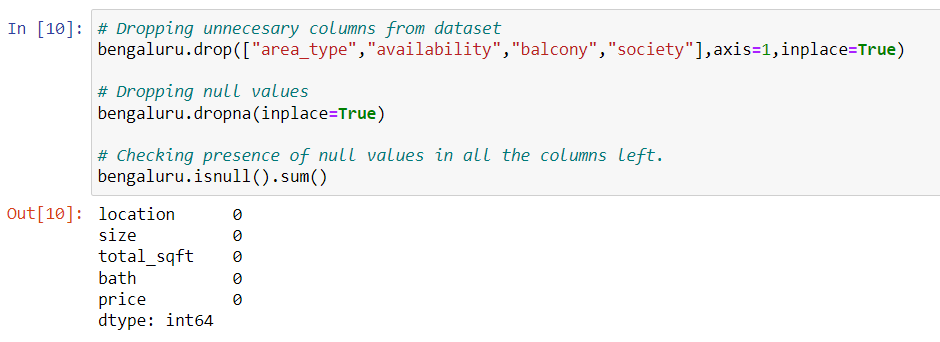 In [10]: # Dropping unnecesary columns from dataset
bengaluru.drop(["area_type","availability","balcony","society"],axis=1,inplace=True)
# Dropping null values
bengaluru.dropna(inplace=True)
# Checking presence of null values in all the columns left.
bengaluru.isnull().sum()
Out[10]: location 0
size 0
total_sqft 0
bath 0
price 0
dtype: int64